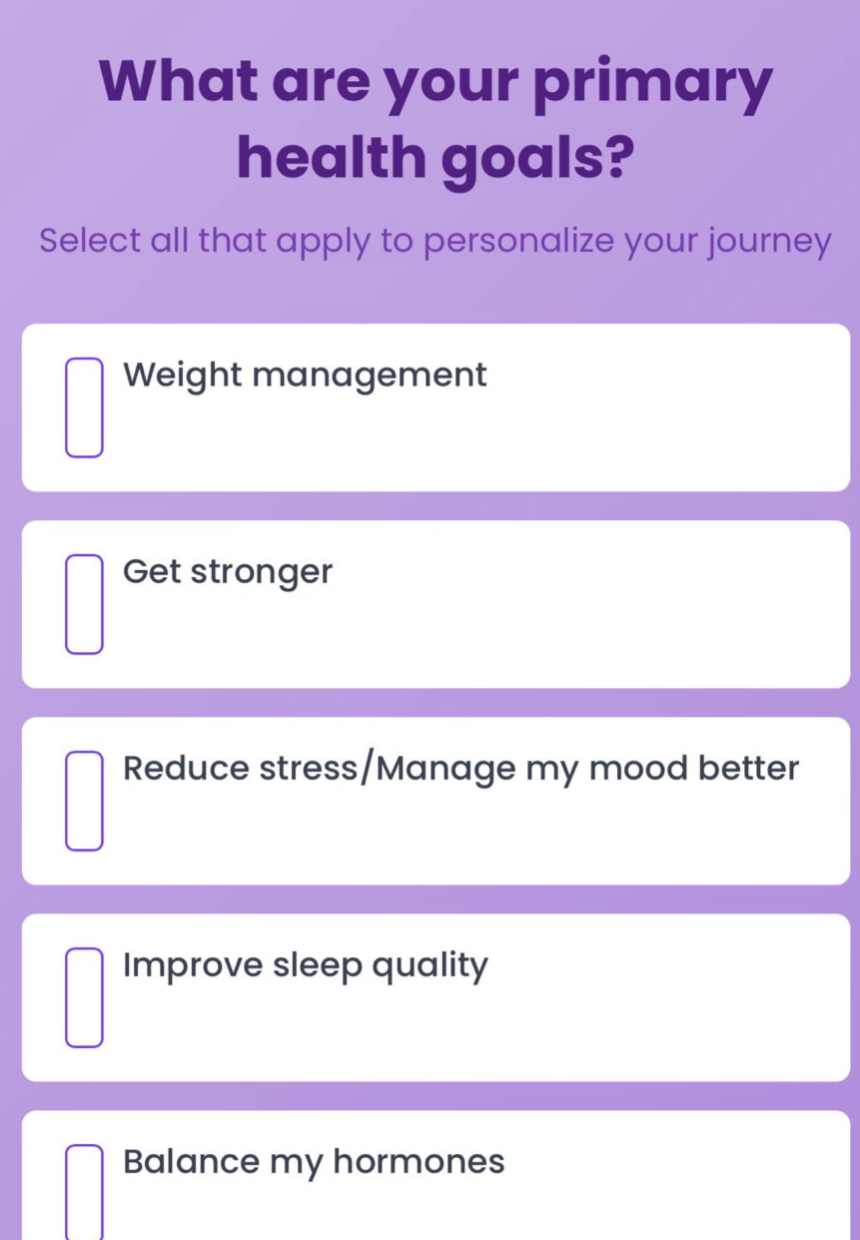 What are your primary
health goals?
Select all that apply to personalize your journey
Weight management
Get stronger
Reduce stress/Manage my mood better
Improve sleep quality
Balance my hormones